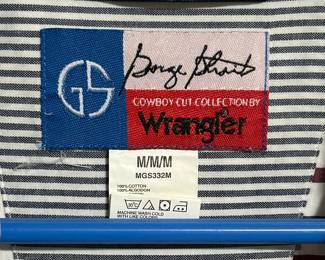 GS
George Strait
COWBOY CUT COLLECTION BY
Wrangler
M/M/M
MGS332M
100% COTTON
100% ALGODON
MACHINE WASH COLD
WITH LIKE COLORS